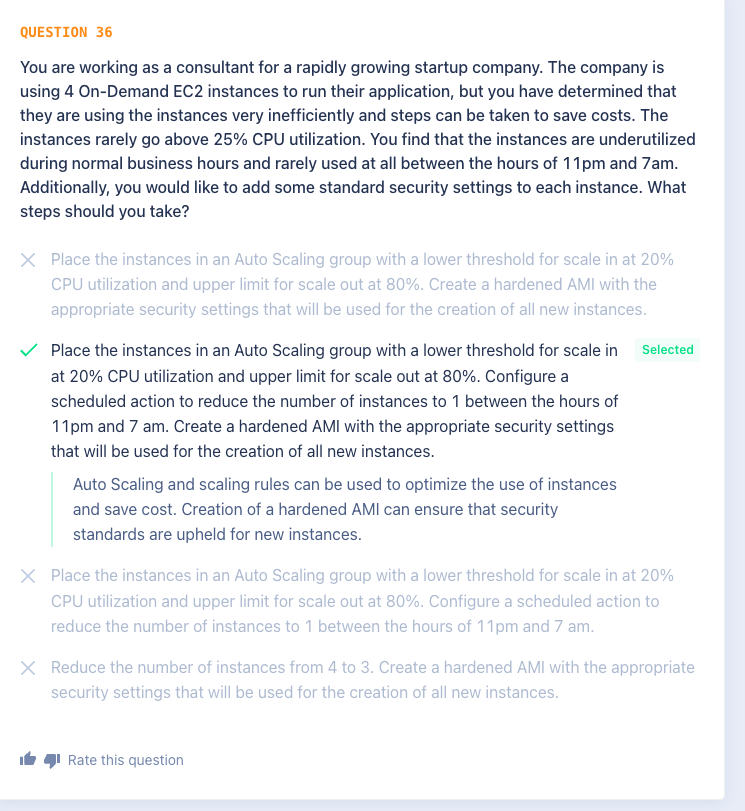 QUESTION 36
You are working as a consultant for a rapidly growing startup company. The company is
using 4 On-Demand EC2 instances to run their application, but you have determined that
they are using the instances very inefficiently and steps can be taken to save costs. The
instances rarely go above 25% CPU utilization. You find that the instances are underutilized
during normal business hours and rarely used at all between the hours of 11pm and 7am.
Additionally, you would like to add some standard security settings to each instance. What
steps should you take?
Place the instances in an Auto Scaling group with a lower threshold for scale in at 20%
CPU utilization and upper limit for scale out at 80%. Create a hardened AMI with the
appropriate security settings that will be used for the creation of all new instances.
Place the instances in an Auto Scaling group with a lower threshold for scale in
Selected
at 20% CPU utilization and upper limit for scale out at 80%. Configure a
scheduled action to reduce the number of instances to 1 between the hours of
11pm and 7 am. Create a hardened AMI with the appropriate security settings
that will be used for the creation of all new instances.
Auto Scaling and scaling rules can be used to optimize the use of instances
and save cost. Creation of a hardened AMI can ensure that security
standards are upheld for new instances.
Place the instances in an Auto Scaling group with a lower threshold for scale in at 20%
CPU utilization and upper limit for scale out at 80%. Configure a scheduled action to
reduce the number of instances to 1 between the hours of 11pm and 7 am.
Reduce the number of instances from 4 to 3. Create a hardened AMI with the appropriate
security settings that will be used for the creation of all new instances.
Rate this question